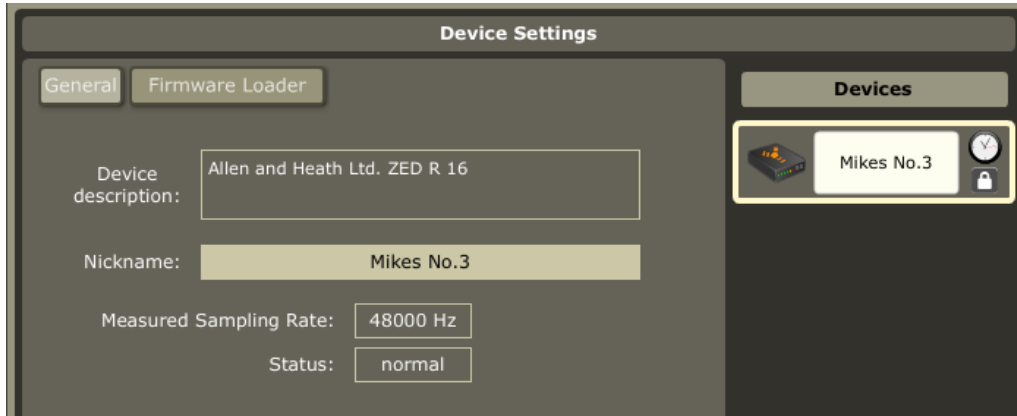 Device Settings
General
Firmware Loader
Device
description:
Allen and Heath Ltd. ZED R 16
Nickname:
Mikes No.3
Measured Sampling Rate:
48000 Hz
Status:
normal
Devices
Mikes No.3